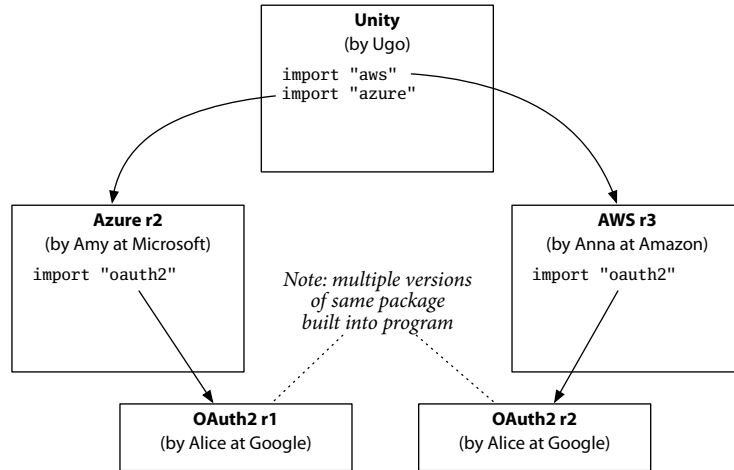 Unity
(by Ugo)
import "aws"
import "azure"
Azure r2
(by Amy at Microsoft)
import "oauth2"
AWS r3
(by Anna at Amazon)
import "oauth2"
Note: multiple versions
of same package
built into program
OAuth2 r1
(by Alice at Google)
OAuth2 r2
(by Alice at Google)